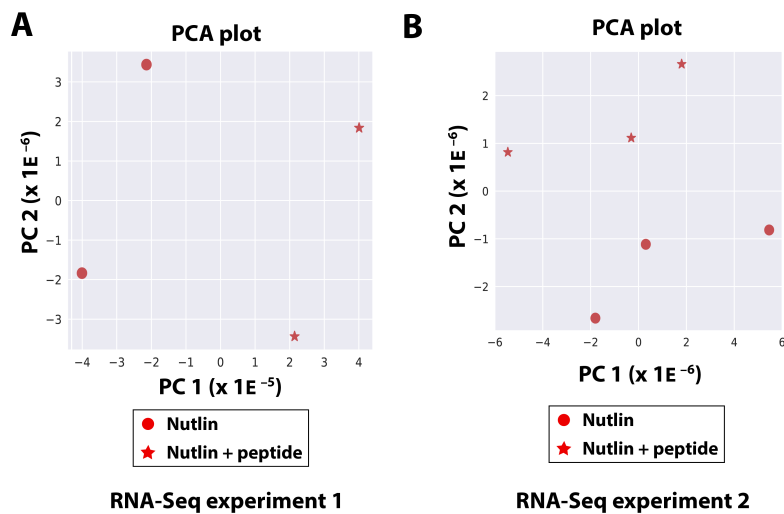 A
PCA plot
PC 2 (x 1E −6)
3
2
1
0
−1
−2
−3
−4 −3 −2 −1 0 1 2 3 4
PC 1 (x 1E −5)
Nutlin
Nutlin + peptide
RNA-Seq experiment 1
B
PCA plot
PC 2 (x 1E −6)
2
1
0
−1
−2
−6 −4 −2 0 2 4 6
PC 1 (x 1E −6)
Nutlin
Nutlin + peptide
RNA-Seq experiment 2